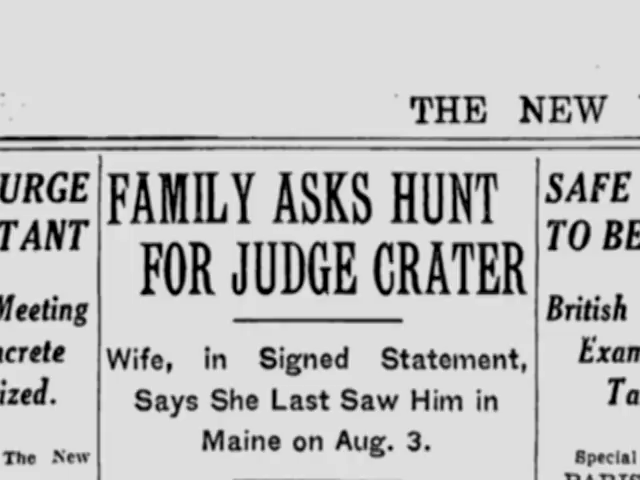 THE NEW
URGE
TANT
Meeting
ized.
The New
FAMILY ASKS HUNT
FOR JUDGE CRATER
Wife, in Signed Statement,
Says She Last Saw Him in
Maine on Aug. 3.
SAFE
TO BE
British
Exam
Ta
Special
PARIS